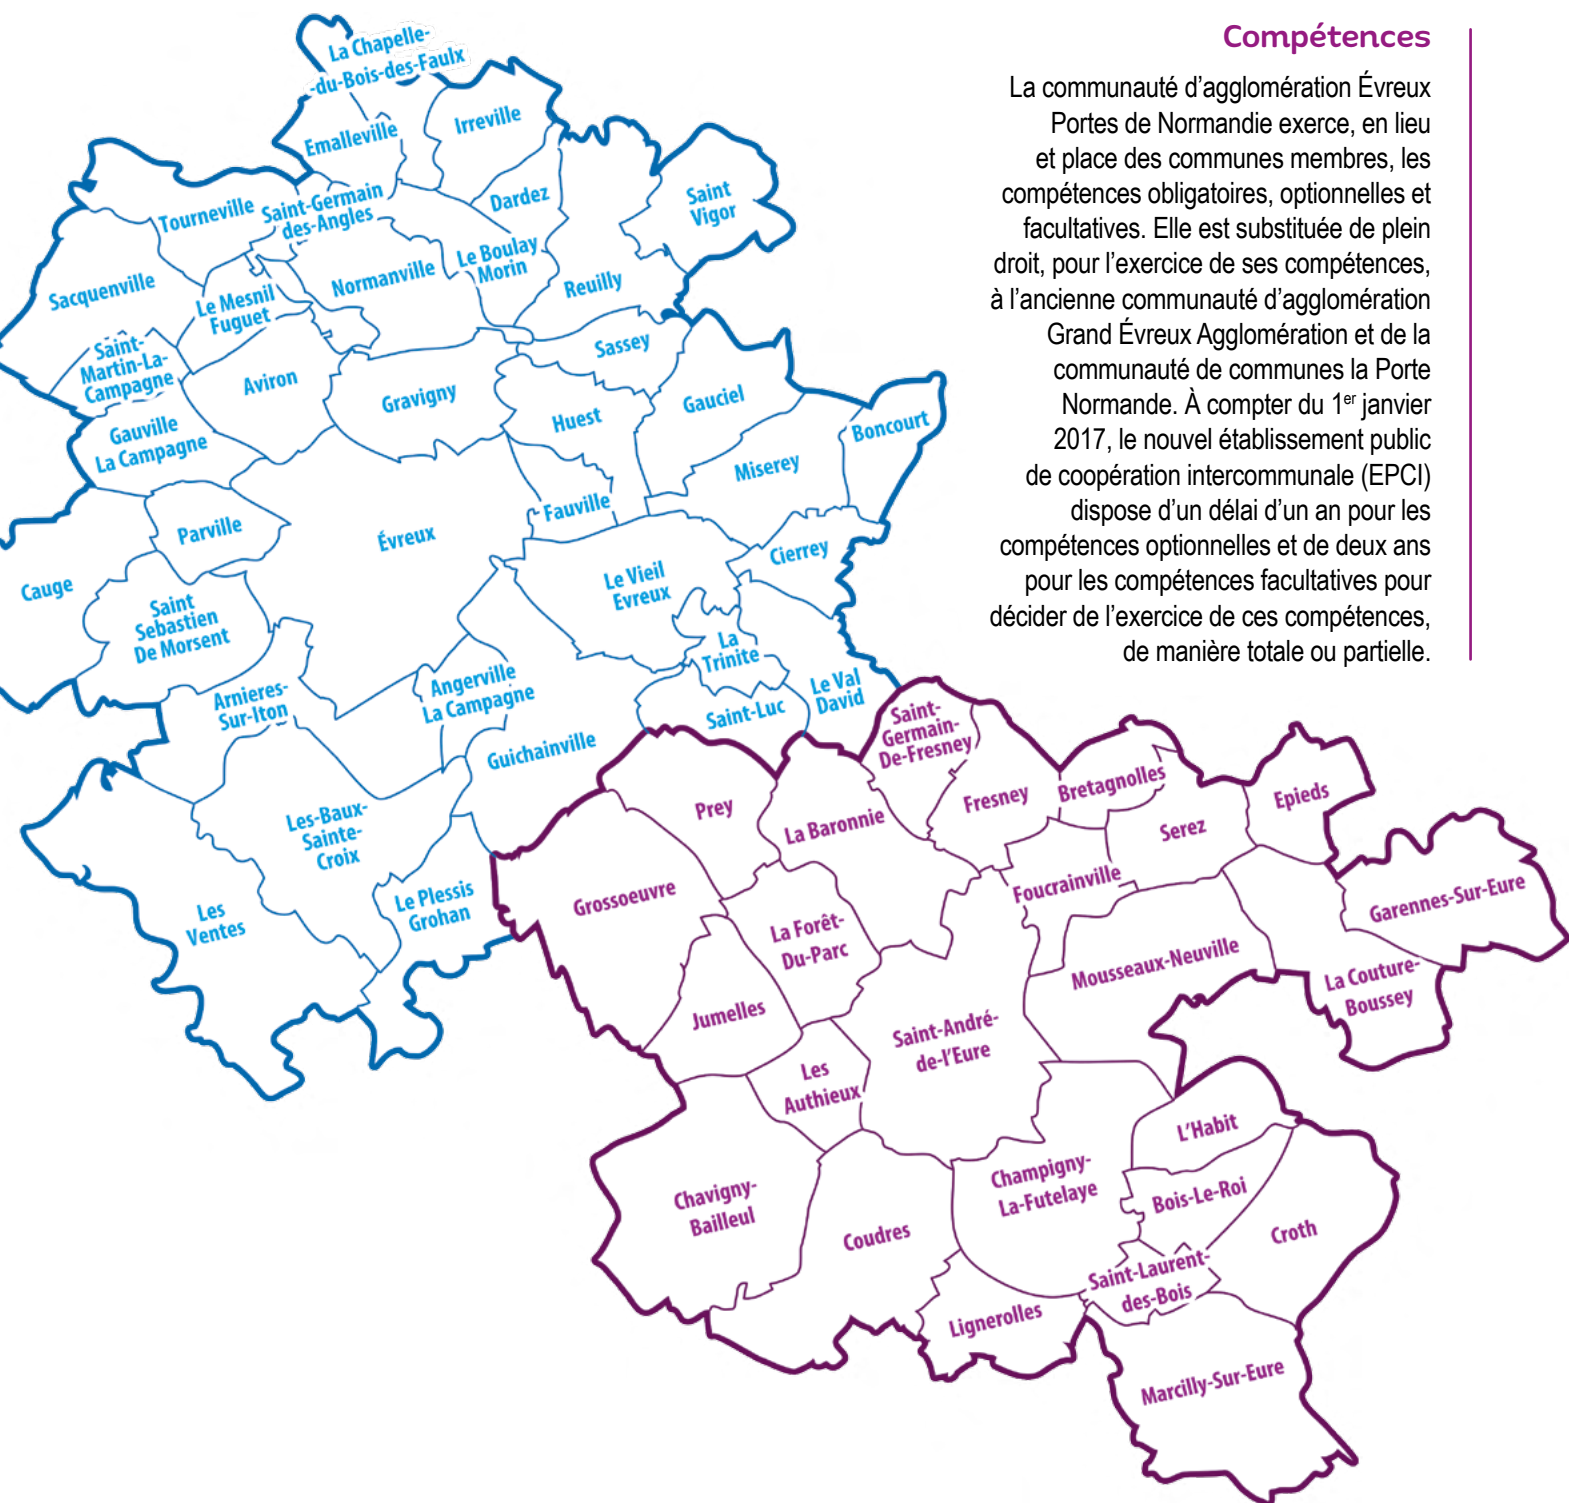 Compétences
La communauté d’agglomération Évreux
Portes de Normandie exerce, en lieu
et place des communes membres, les
compétences obligatoires, optionnelles et
facultatives. Elle est substituée de plein
droit, pour l’exercice de ses compétences,
à l’ancienne communauté d’agglomération
Grand Évreux Agglomération et de la
communauté de communes la Porte
Normande. À compter du 1er janvier
2017, le nouvel établissement public
de coopération intercommunale (EPCI)
dispose d’un délai d’un an pour les
compétences optionnelles et de deux ans
pour les compétences facultatives pour
décider de l’exercice de ces compétences,
de manière totale ou partielle.
La Chapelle-
-du-Bois-des-Faulx
Emalleville
Irreville
Tourneville
Saint-Germain
des-Angles
Dardez
Saint
Vigor
Sacquenville
Le Mesnil
Fuguet
Normanville
Le Boulay
Morin
Reuilly
Saint-
Martin-La-
Campagne
Aviron
Gravigny
Sassey
Huest
Gauciel
Boncourt
Gauville
La Campagne
Miserey
Parville
Évreux
Fauville
Cierrey
Cauge
Saint
Sebastien
De Morsent
Le Vieil
Evreux
La
Trinite
Arnieres-
Sur-Iton
Angerville
La Campagne
Saint-Luc
Le Val
David
Guichainville
Les-Baux-
Sainte-
Croix
Les
Ventes
Le Plessis
Grohan
Saint-
Germain-
De-Fresney
Prey
La Baronnie
Fresney
Bretagnolles
Epieds
Serez
Grossoeuvre
Foucrainville
Garennes-Sur-Eure
La Forêt-
Du-Parc
Mousseaux-Neuville
La Couture-
Boussey
Jumelles
Saint-André-
de-l’Eure
Les
Authieux
L’Habit
Champigny-
La-Futelaye
Chavigny-
Bailleul
Bois-Le-Roi
Coudres
Croth
Saint-Laurent-
des-Bois
Lignerolles
Marcilly-Sur-Eure